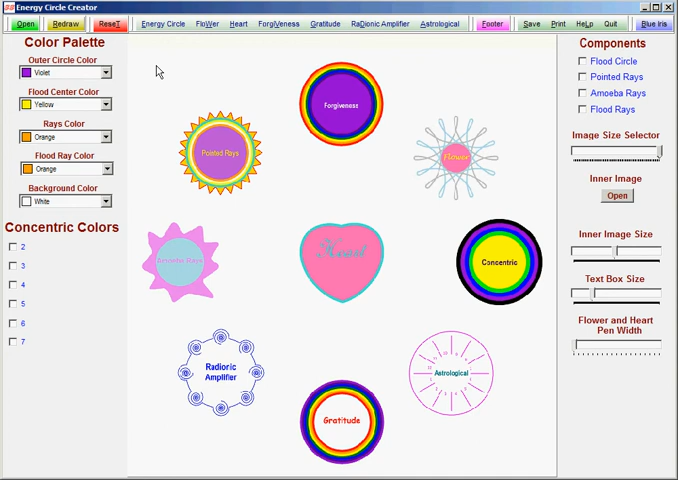 Energy Circle Creator
Open Redraw ReseT Energy Circle FloWer Heart ForgiVeness Gratitude RaDionic Amplifier Astrological Footer Save Print HeLp Quit Blue Iris
Color Palette
Outer Circle Color
Violet
Flood Center Color
Yellow
Rays Color
Orange
Flood Ray Color
Orange
Background Color
White
Concentric Colors
2
3
4
5
6
7
Forgiveness
Pointed Rays
Flower
Amoeba Rays
Heart
Concentric
Radioric
Amplifier
Astrological
Gratitude
Components
Flood Circle
Pointed Rays
Amoeba Rays
Flood Rays
Image Size Selector
Inner Image
Open
Inner Image Size
Text Box Size
Flower and Heart
Pen Width